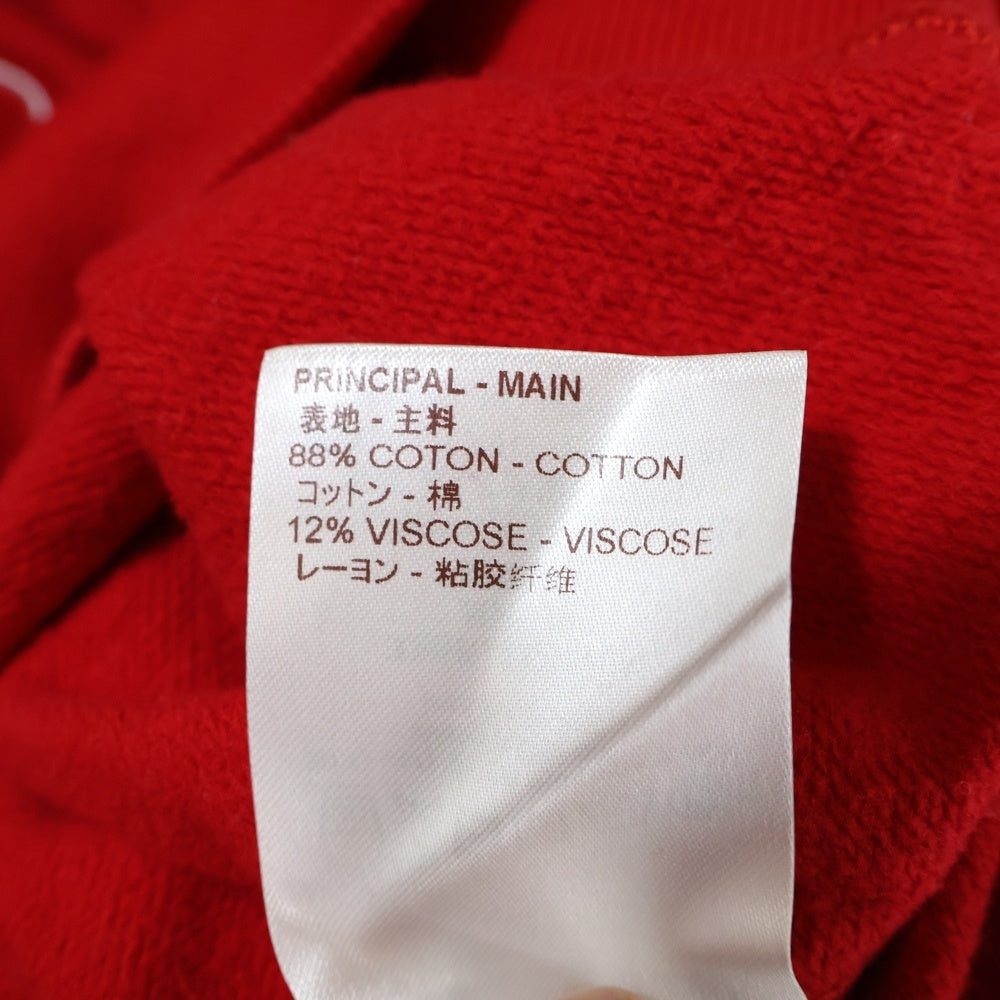 PRINCIPAL - MAIN
表地 - 主料
88% COTON - COTTON
コットン - 棉
12% VISCOSE - VISCOSE
レーヨン - 粘胶纤维